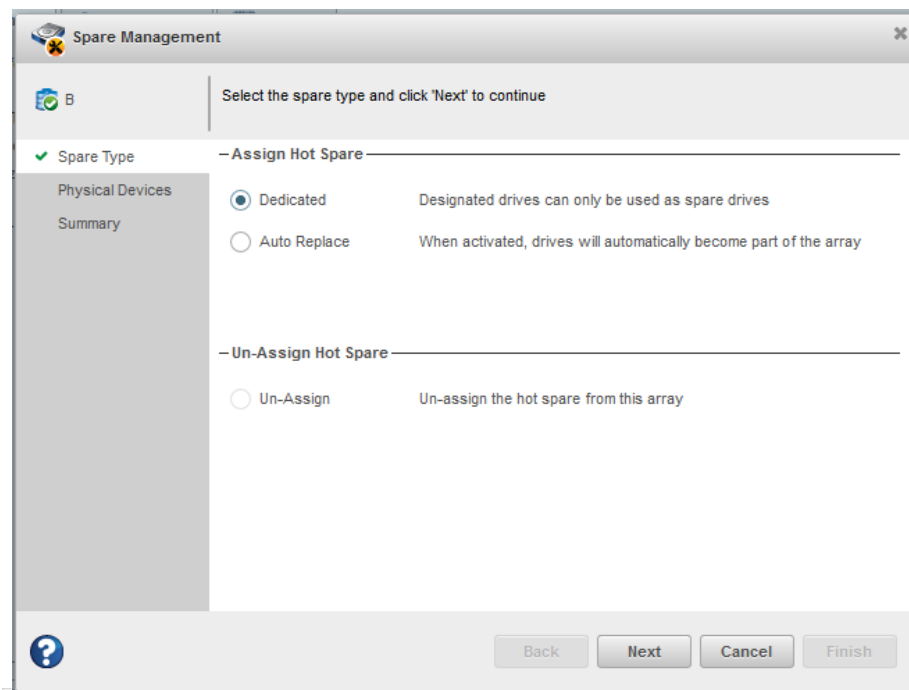 Spare Management
B
Select the spare type and click 'Next' to continue
Spare Type
Physical Devices
Summary
Assign Hot Spare
Dedicated Designated drives can only be used as spare drives
Auto Replace When activated, drives will automatically become part of the array
Un-Assign Hot Spare
Un-Assign Un-assign the hot spare from this array
? Back Next Cancel Finish